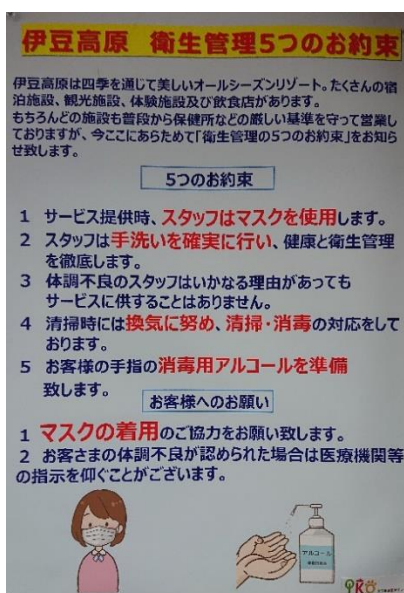 伊豆高原　衛生管理5つのお約束
伊豆高原は四季を通じて美しいオールシーズンリゾート。たくさんの宿
泊施設、観光施設、体験施設及び飲食店があります。
もちろんどの施設も普段から保健所などの厳しい基準を守って営業し
ておりますが、今ここにあらためて「衛生管理の5つのお約束」をお知ら
せ致します。
5つのお約束
1　サービス提供時、スタッフはマスクを使用します。
2　スタッフは手洗いを確実に行い、健康と衛生管理
を徹底します。
3　体調不良のスタッフはいかなる理由があっても
サービスに供することはありません。
4　清掃時には換気に努め、清掃・消毒の対応をして
おります。
5　お客様の手指の消毒用アルコールを準備
致します。
お客様へのお願い
1　マスクの着用のご協力をお願い致します。
2　お客さまの体調不良が認められた場合は医療機関等
の指示を仰ぐことがございます。
アルコール